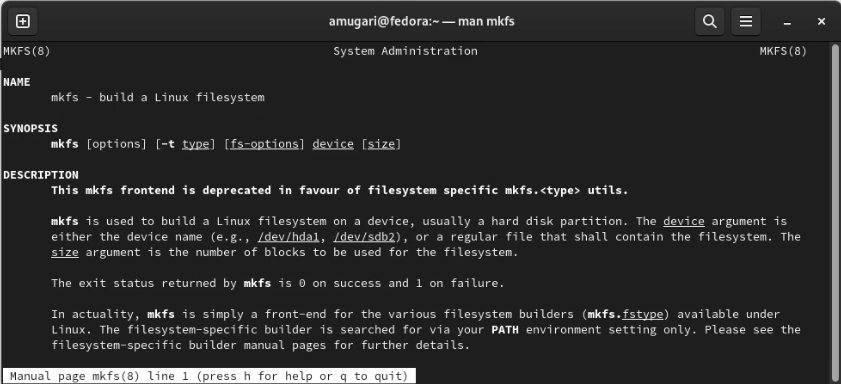 amugari@fedora:~ — man mkfs
MKFS(8) System Administration MKFS(8)
NAME
mkfs - build a Linux filesystem
SYNOPSIS
mkfs [options] [-t type] [fs-options] device [size]
DESCRIPTION
This mkfs frontend is deprecated in favour of filesystem specific mkfs.<type> utils.
mkfs is used to build a Linux filesystem on a device, usually a hard disk partition. The device argument is
either the device name (e.g., /dev/hda1, /dev/sdb2), or a regular file that shall contain the filesystem. The
size argument is the number of blocks to be used for the filesystem.
The exit status returned by mkfs is 0 on success and 1 on failure.
In actuality, mkfs is simply a front-end for the various filesystem builders (mkfs.fstype) available under
Linux. The filesystem-specific builder is searched for via your PATH environment setting only. Please see the
filesystem-specific builder manual pages for further details.
Manual page mkfs(8) line 1 (press h for help or q to quit)